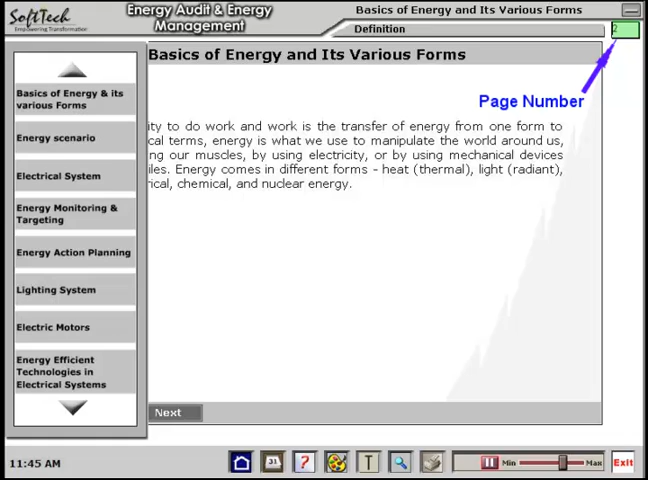 SoftTech
Empowering Transformation
Energy Audit & Energy
Management
Basics of Energy and Its Various Forms
Definition
2
Basics of Energy and Its Various Forms
Page Number
Basics of Energy & its
various Forms
Energy scenario
Electrical System
Energy Monitoring &
Targeting
Energy Action Planning
Lighting System
Electric Motors
Energy Efficient
Technologies in
Electrical Systems
ity to do work and work is the transfer of energy from one form to
cal terms, energy is what we use to manipulate the world around us,
ng our muscles, by using electricity, or by using mechanical devices
iles. Energy comes in different forms - heat (thermal), light (radiant),
rical, chemical, and nuclear energy.
Next
11:45 AM
31
?
T
Min
Max
Exit